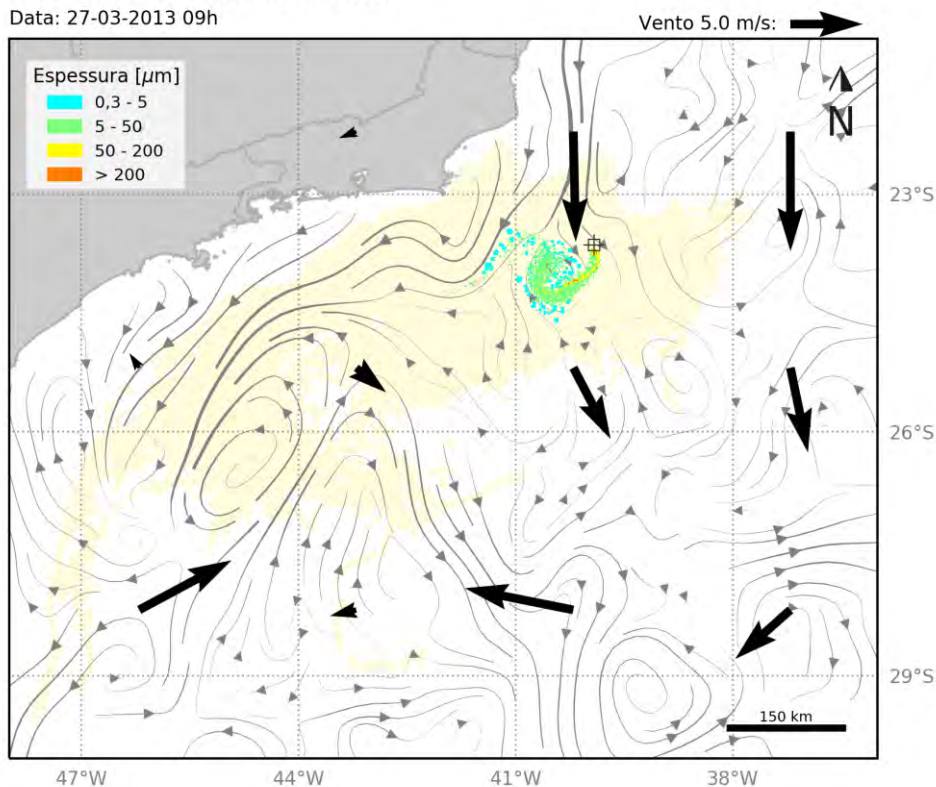 Data: 27-03-2013 09h
Vento 5.0 m/s:
Espessura [μm]
0,3 - 5
5 - 50
50 - 200
> 200
N
23°S
26°S
29°S
150 km
47°W
44°W
41°W
38°W